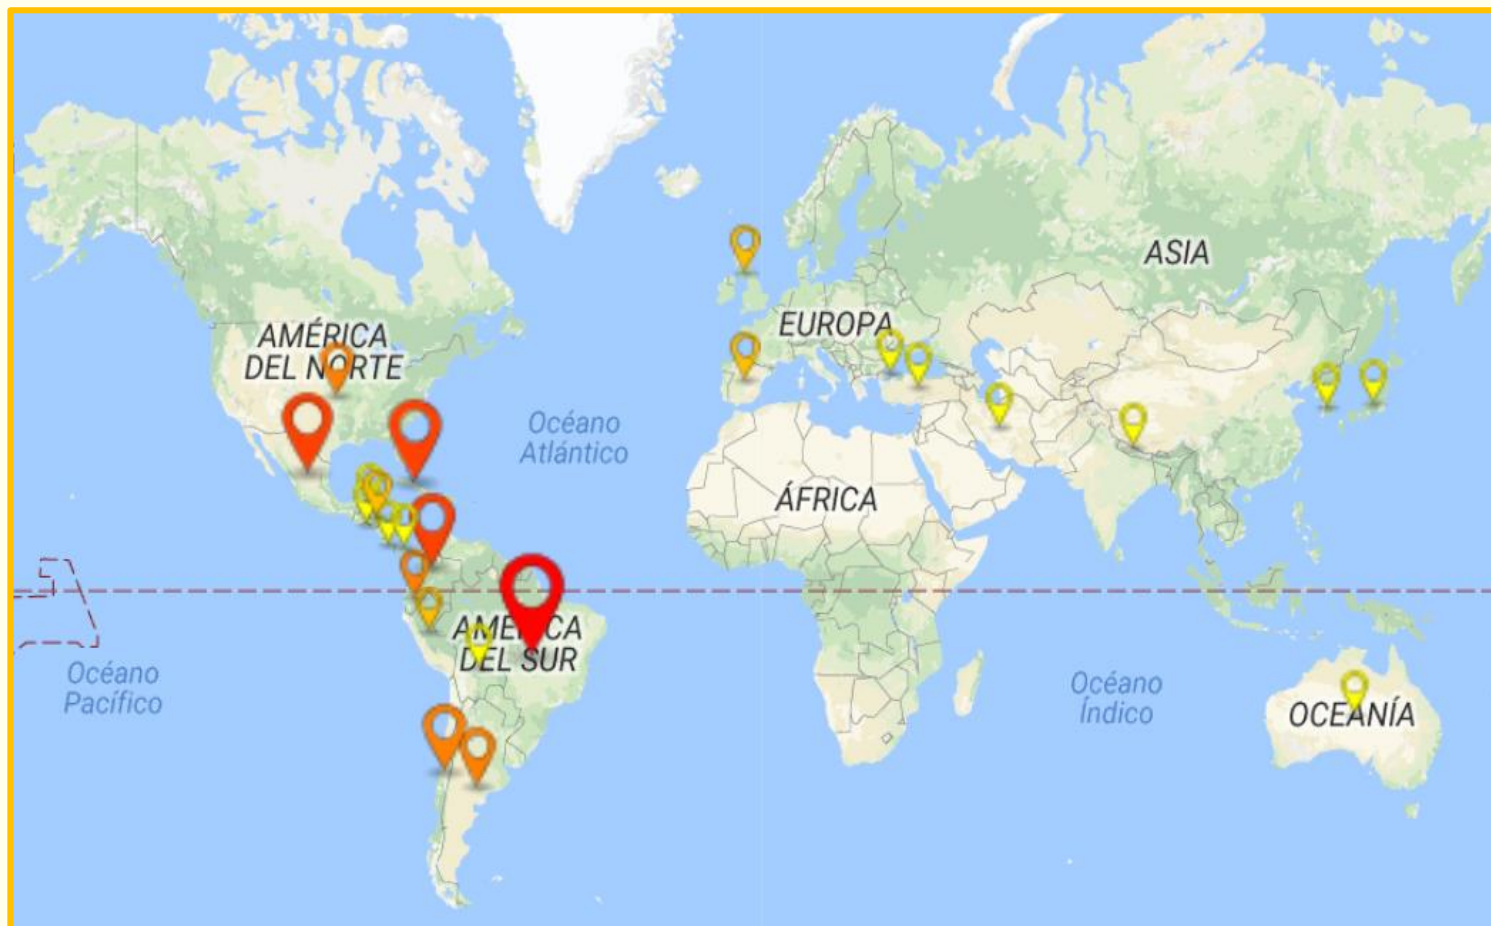 ASIA
AMÉRICA
DEL NORTE
EUROPA
Océano
Atlántico
ÁFRICA
AMÉRICA
DEL SUR
Océano
Pacífico
Océano
Índico
OCEANÍA